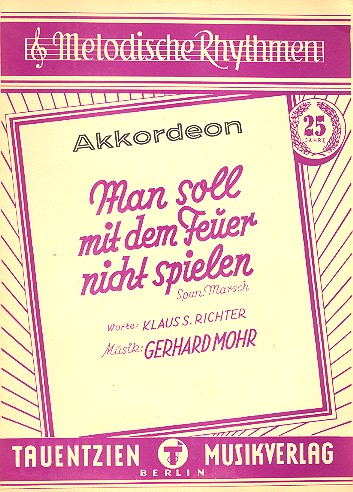 Melodische Rhythmen
Akkordeon
25
JAHRE
Man soll
mit dem Feuer
nicht spielen
Span. Marsch
Worte: KLAUS S. RICHTER
Musik: GERHARD MOHR
TAUENTZIEN T MUSIKVERLAG
BERLIN